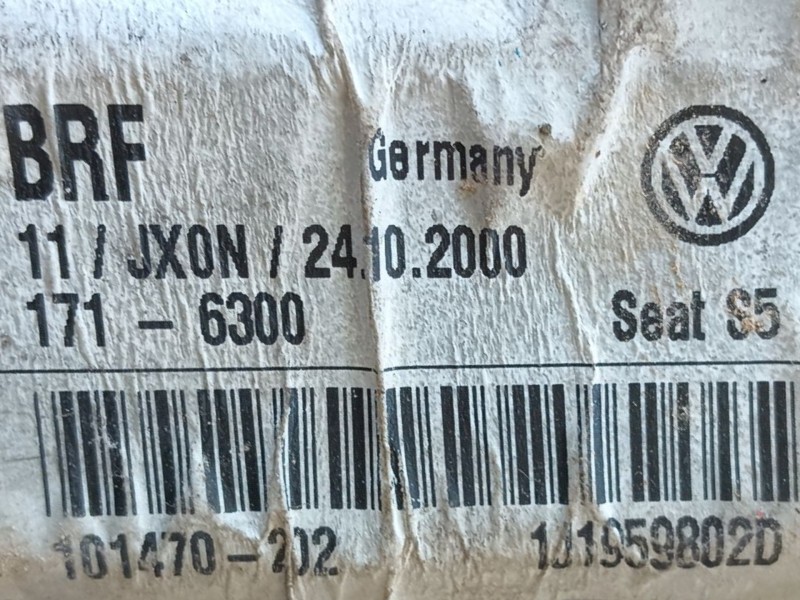 BRF Germany
11 / JX0N / 24.10.2000
171 - 6300 Seat S5
101470-202 1J1959802D